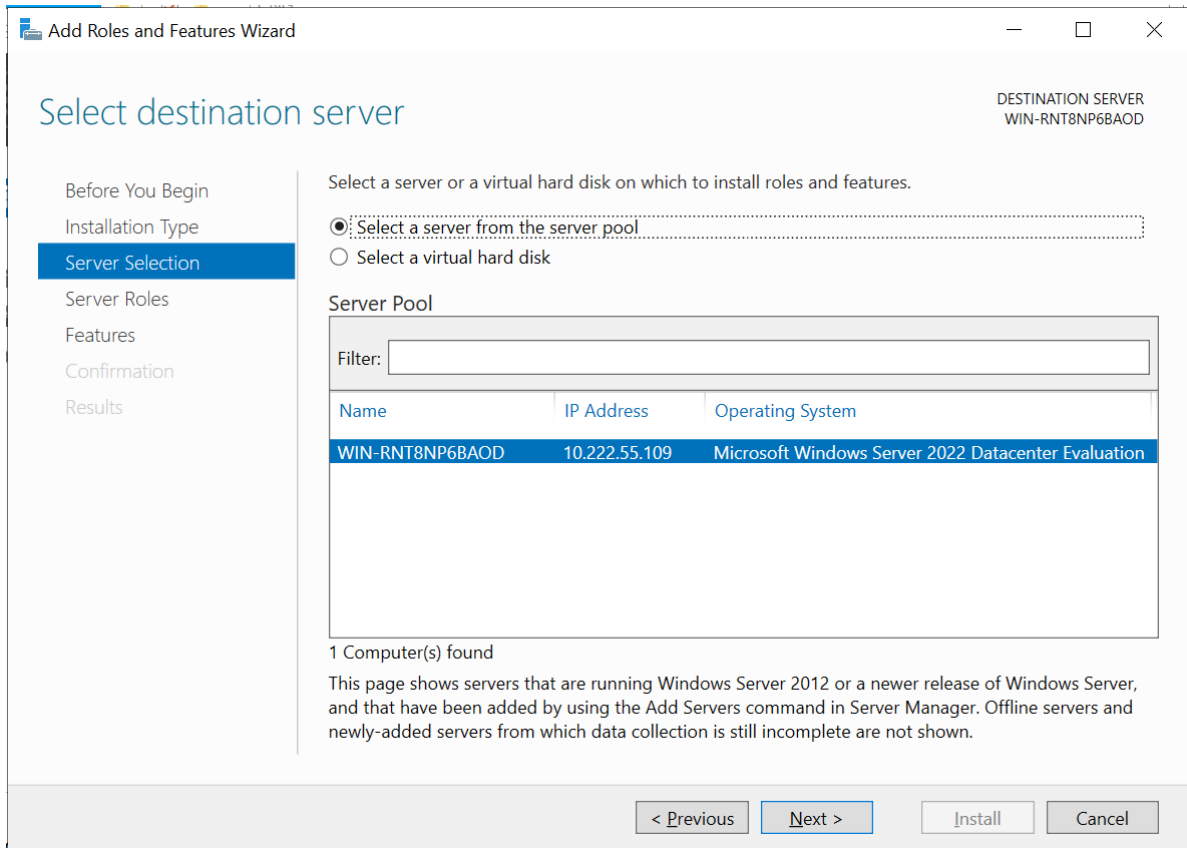 Add Roles and Features Wizard
Select destination server
DESTINATION SERVER
WIN-RNT8NP6BAOD
Before You Begin
Installation Type
Server Selection
Server Roles
Features
Confirmation
Results
Select a server or a virtual hard disk on which to install roles and features.
Select a server from the server pool
Select a virtual hard disk
Server Pool
Filter:
Name IP Address Operating System
WIN-RNT8NP6BAOD 10.222.55.109 Microsoft Windows Server 2022 Datacenter Evaluation
1 Computer(s) found
This page shows servers that are running Windows Server 2012 or a newer release of Windows Server,
and that have been added by using the Add Servers command in Server Manager. Offline servers and
newly-added servers from which data collection is still incomplete are not shown.
< Previous Next > Install Cancel